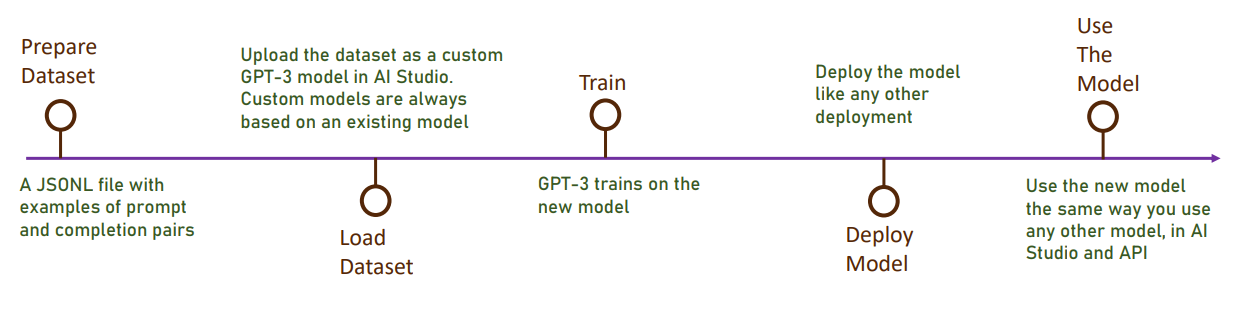 Prepare
Dataset
A JSONL file with
examples of prompt
and completion pairs
Upload the dataset as a custom
GPT-3 model in AI Studio.
Custom models are always
based on an existing model
Load
Dataset
Train
GPT-3 trains on the
new model
Deploy the model
like any other
deployment
Deploy
Model
Use
The
Model
Use the new model
the same way you use
any other model, in AI
Studio and API